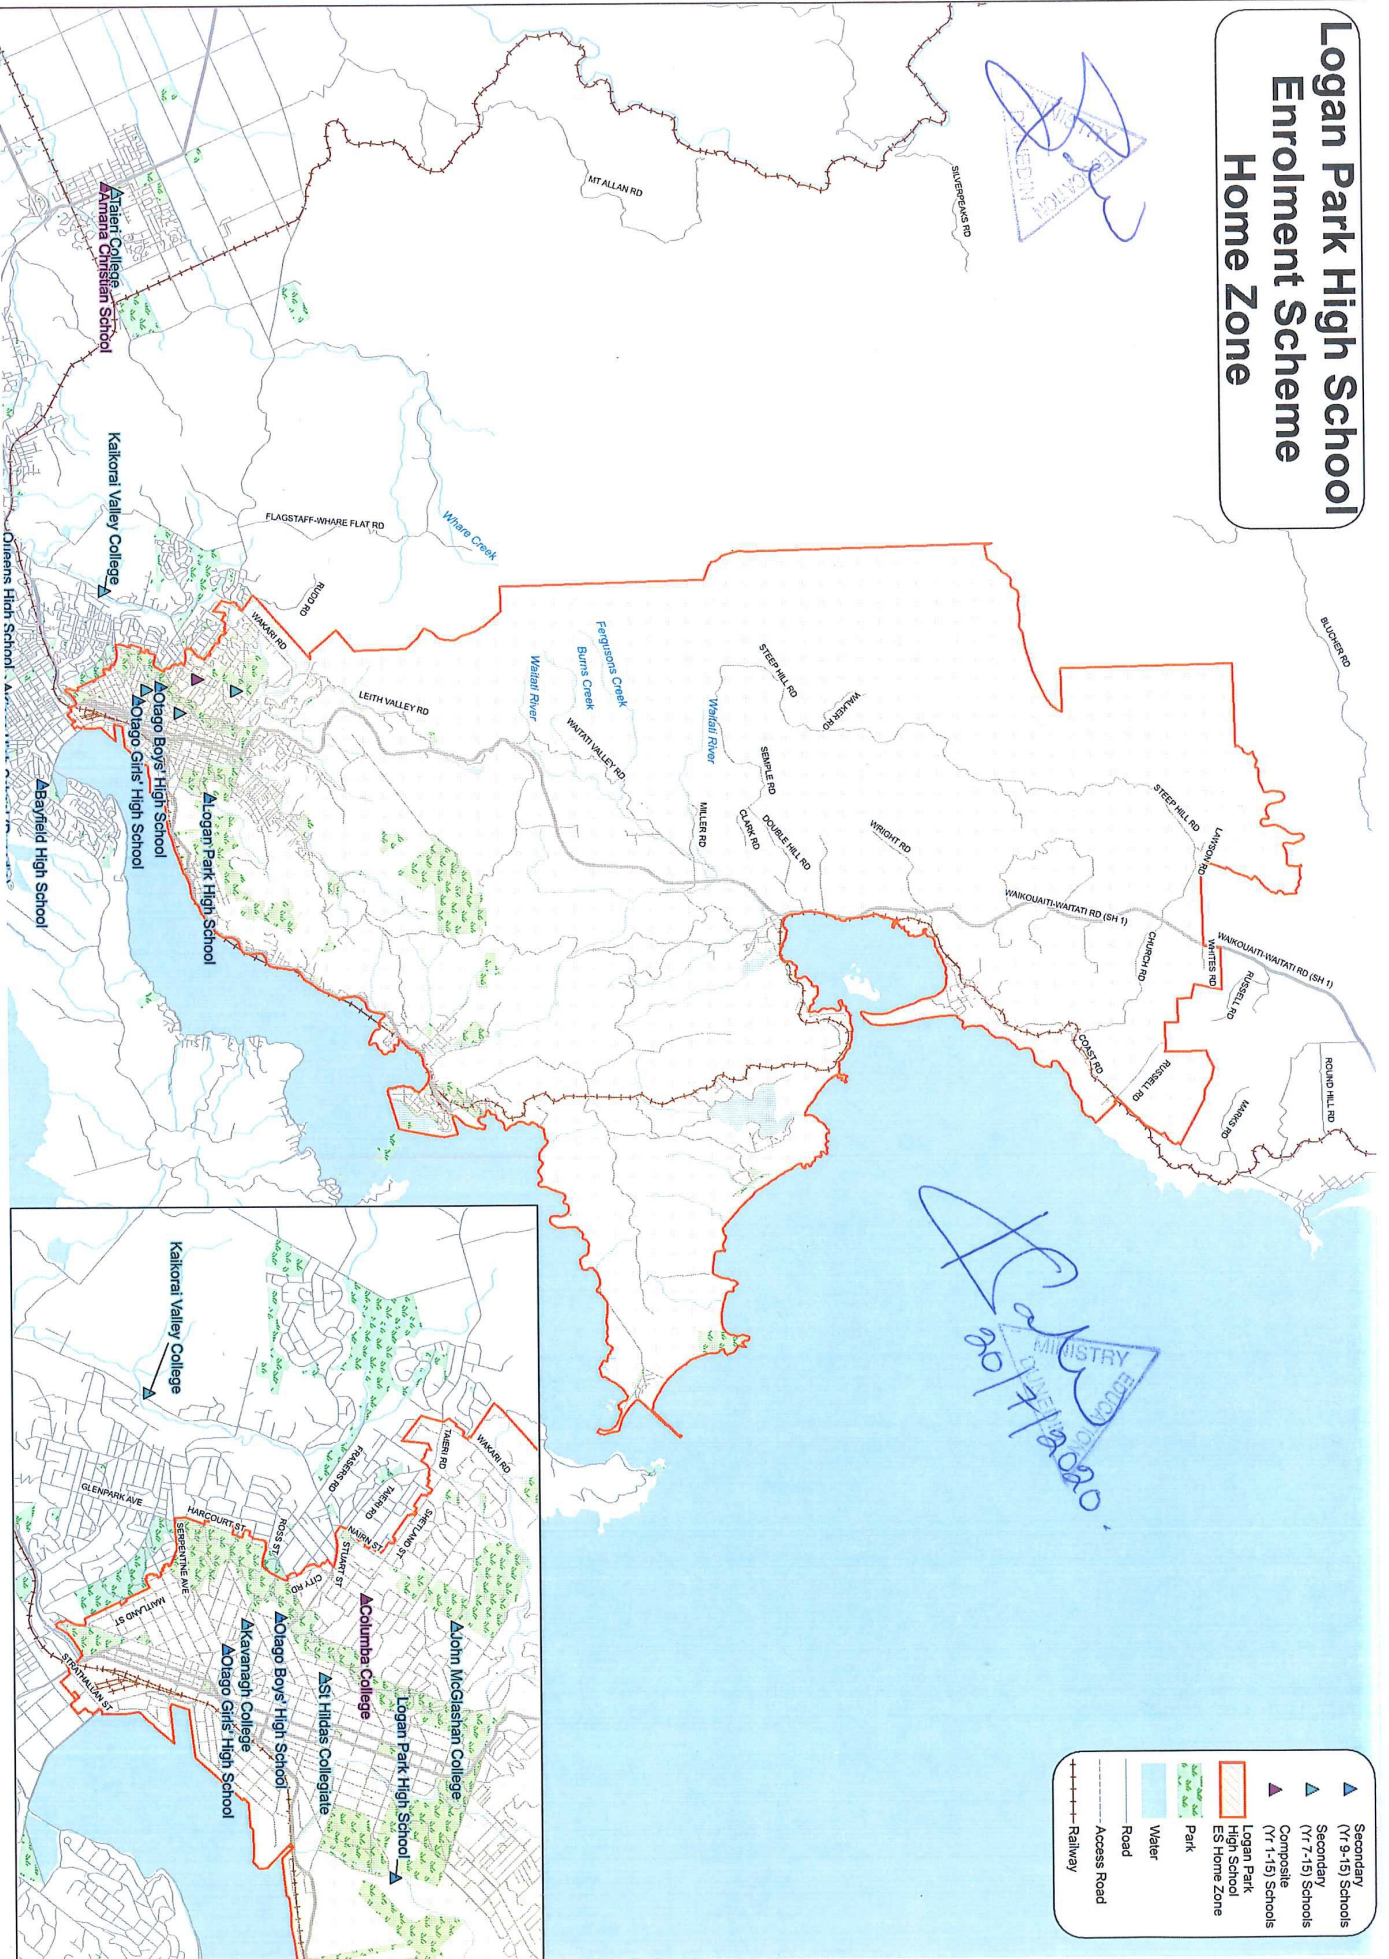 Logan Park High School
Enrolment Scheme
Home Zone
MINISTRY
EDUCATION
DUNEDIN
SILVERPEAKS RD
MT ALLAN RD
BLUCHER RD
Taieri College
Amana Christian School
Kaikorai Valley College
FLAGSTAFF-WHARE FLAT RD
Whare Creek
RUDD RD
WAKARI RD
LEITH VALLEY RD
Waitati River
Burns Creek
Fergusons Creek
WAITATI VALLEY RD
Waitati River
STEEP HILL RD
WALKER RD
SEMPLE RD
CLARK RD
DOUBLE HILL RD
MILLER RD
WRIGHT RD
STEEP HILL RD
LAWSON RD
WAIKOUAITI-WAITATI RD (SH 1)
WHITES RD
WAIKOUAITI-WAITATI RD (SH 1)
CHURCH RD
RUSSELL RD
COAST RD
RUSSELL RD
MARKS RD
ROUND HILL RD
Otago Boys' High School
Otago Girls' High School
Logan Park High School
Bayfield High School
Queens High School
MINISTRY
EDUCATION
20/7/2020
Secondary
(Yr 9-15) Schools
Secondary
(Yr 7-15) Schools
Composite
(Yr 1-15) Schools
Logan Park
High School
ES Home Zone
Park
Water
Road
Access Road
Railway
Kaikorai Valley College
GLENPARK AVE
HARCOURT ST
SERPENTINE AVE
MAITLAND ST
STRATHALLAN ST
ROSS ST
FRASERS RD
TAIERI RD
TAIERI RD
WAKARI RD
SHETLAND ST
NAIRN ST
STUART ST
CITY RD
John McGlashan College
Columba College
Logan Park High School
St Hildas Collegiate
Otago Boys' High School
Kavanagh College
Otago Girls' High School